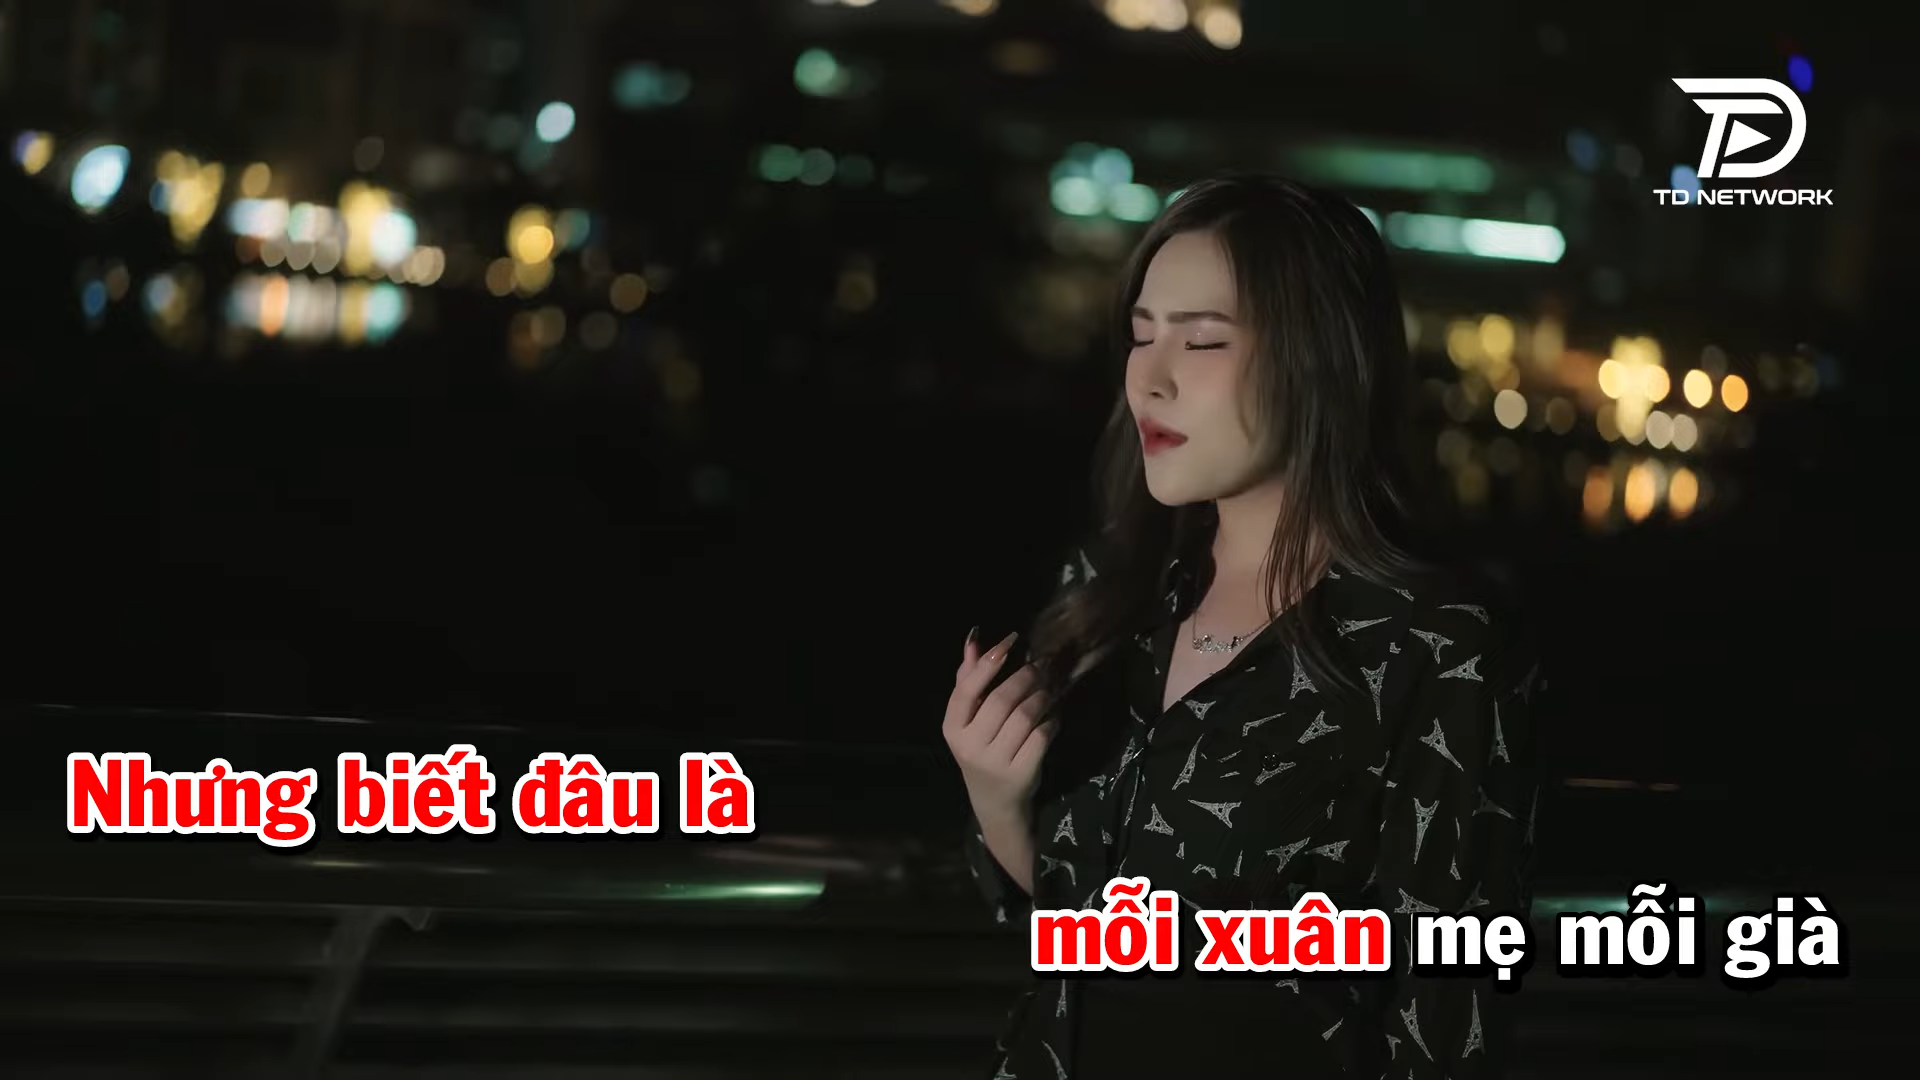 TD NETWORK
Nhưng biết đâu là
mỗi xuân mẹ mỗi già